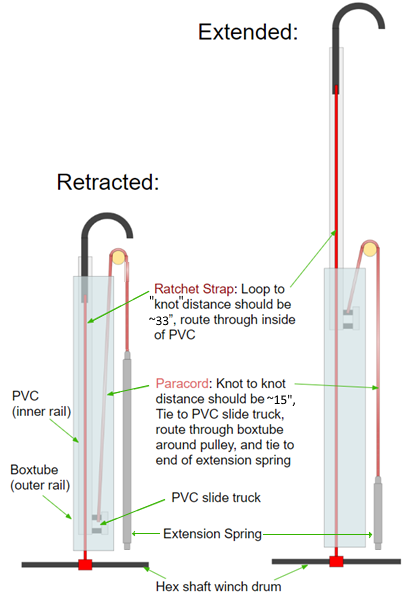 Extended:
Retracted:
Ratchet Strap: Loop to
"knot"distance should be
~33”, route through inside
of PVC
Paracord: Knot to knot
distance should be ~15",
Tie to PVC slide truck,
route through boxtube
around pulley, and tie to
end of extension spring
PVC
(inner rail)
Boxtube
(outer rail)
PVC slide truck
Extension Spring
Hex shaft winch drum